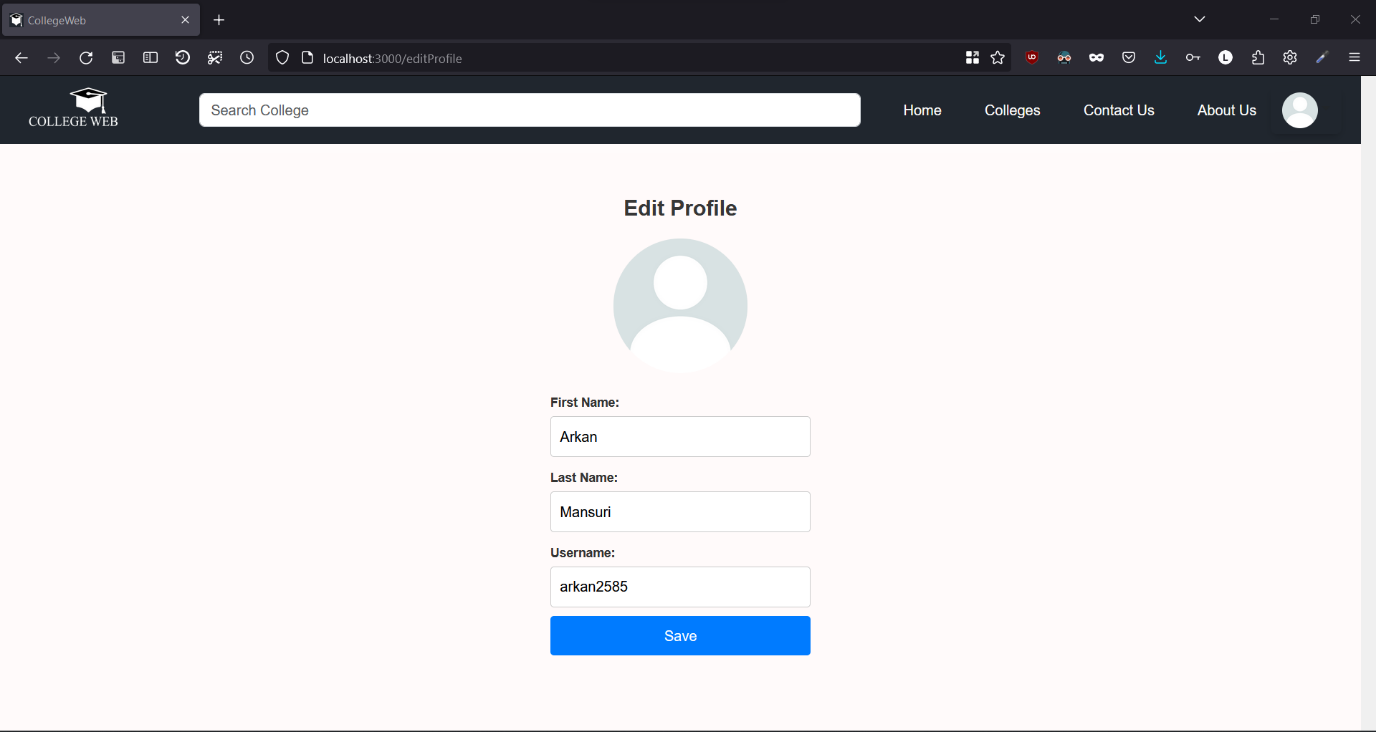 CollegeWeb
localhost:3000/editProfile
UD
L
COLLEGE WEB
Search College
Home
Colleges
Contact Us
About Us
Edit Profile
First Name:
Arkan
Last Name:
Mansuri
Username:
arkan2585
Save